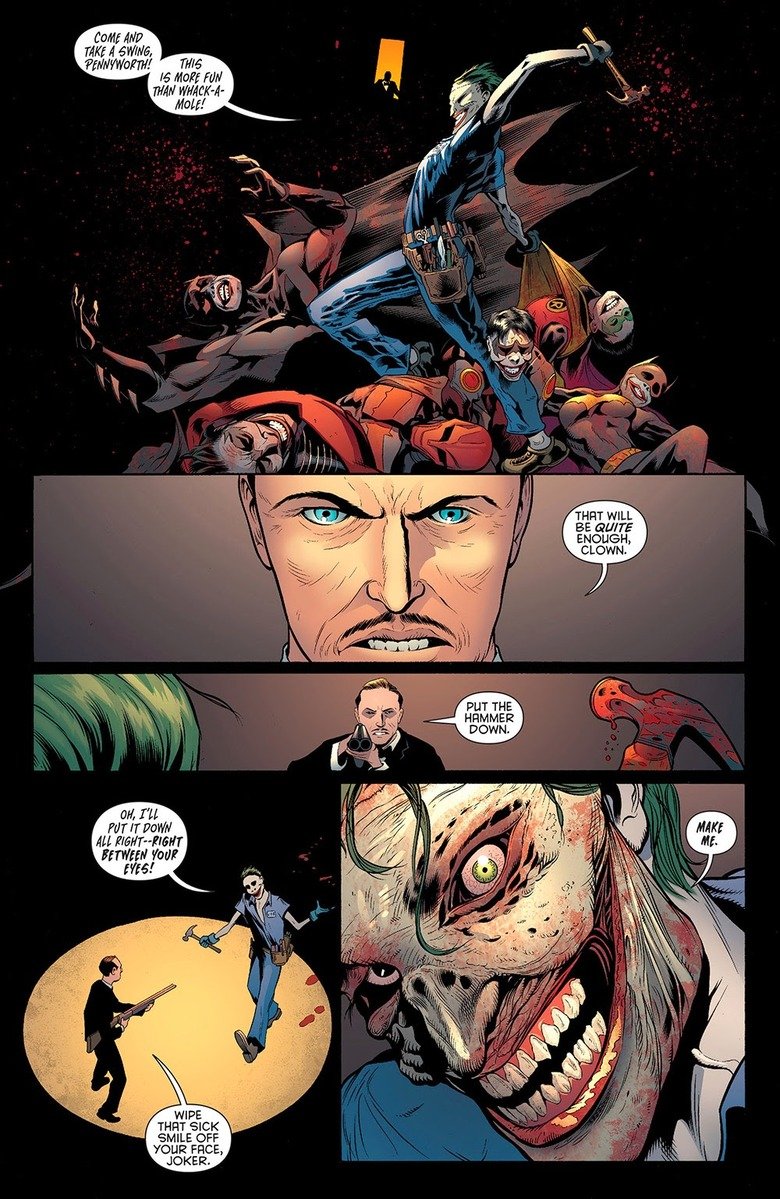 COME AND
TAKE A SWING,
PENNYWORTH!
THIS
IS MORE FUN
THAN WHACK-A-
MOLE!
R
THAT WILL
BE QUITE
ENOUGH,
CLOWN.
PUT THE
HAMMER
DOWN.
OH, I'LL
PUT IT DOWN
ALL RIGHT--RIGHT
BETWEEN YOUR
EYES!
WIPE
THAT SICK
SMILE OFF
YOUR FACE,
JOKER.
MAKE
ME.